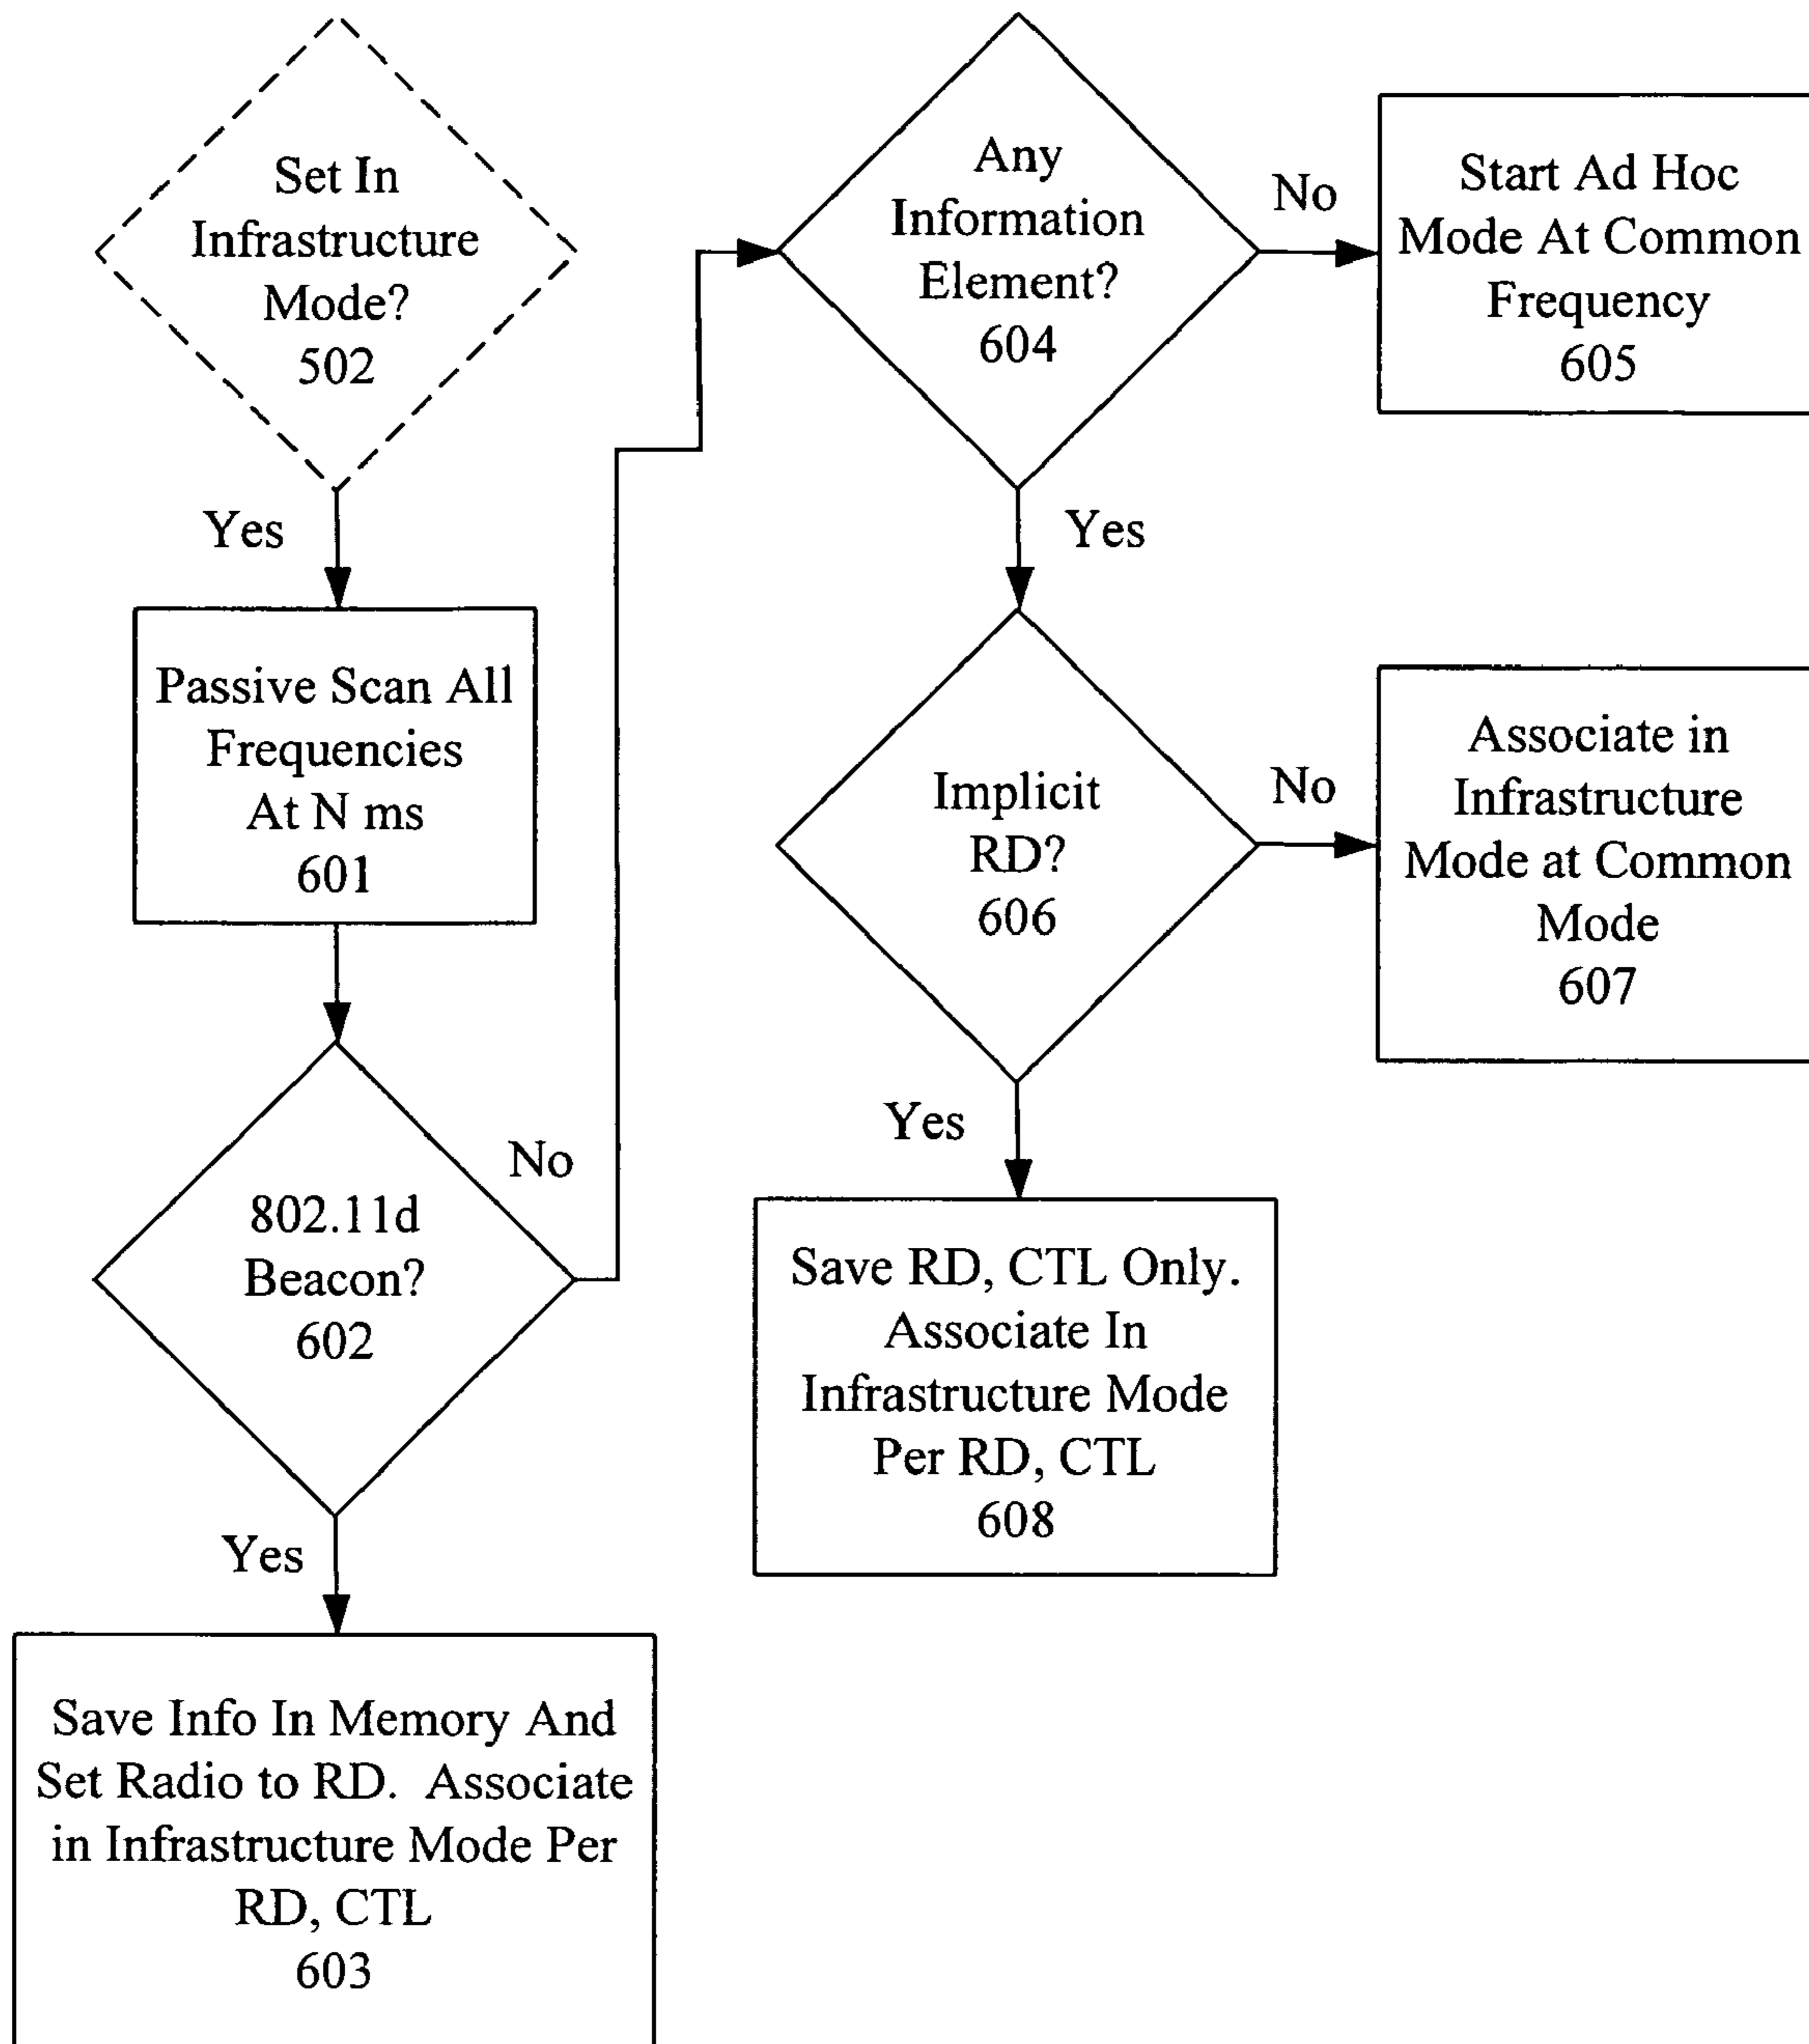 Set In
Infrastructure
Mode?
502
Yes
Passive Scan All
Frequencies
At N ms
601
802.11d
Beacon?
602
No
Yes
Save Info In Memory And
Set Radio to RD. Associate
in Infrastructure Mode Per
RD, CTL
603
Any
Information
Element?
604
No
Start Ad Hoc
Mode At Common
Frequency
605
Yes
Implicit
RD?
606
No
Associate in
Infrastructure
Mode at Common
Mode
607
Yes
Save RD, CTL Only.
Associate In
Infrastructure Mode
Per RD, CTL
608